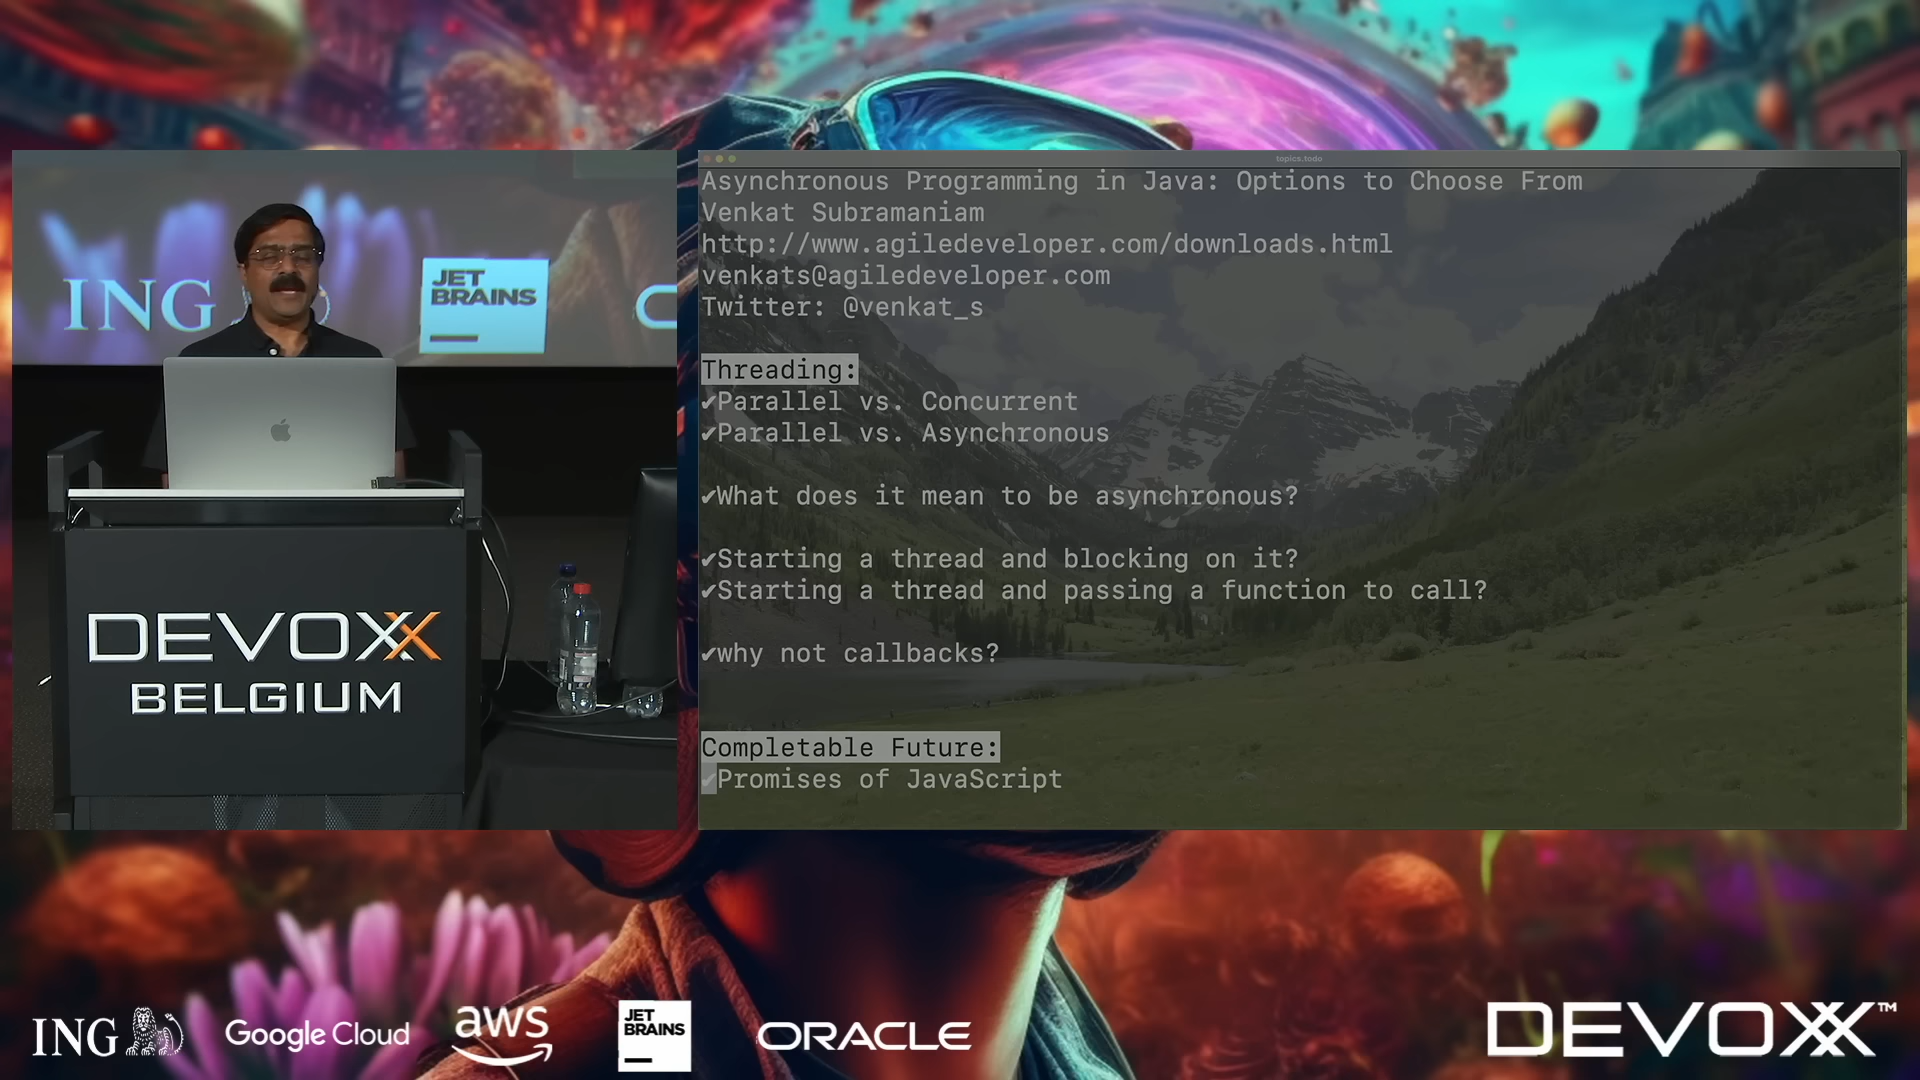 ING
JET
BRAINS
DEVOXX
BELGIUM
topics.todo
Asynchronous Programming in Java: Options to Choose From
Venkat Subramaniam
http://www.agiledeveloper.com/downloads.html
venkats@agiledeveloper.com
Twitter: @venkat_s
Threading:
✔Parallel vs. Concurrent
✔Parallel vs. Asynchronous
✔What does it mean to be asynchronous?
✔Starting a thread and blocking on it?
✔Starting a thread and passing a function to call?
✔why not callbacks?
Completable Future:
✔Promises of JavaScript
ING
Google Cloud
aws
JET
BRAINS
ORACLE
DEVOXX™